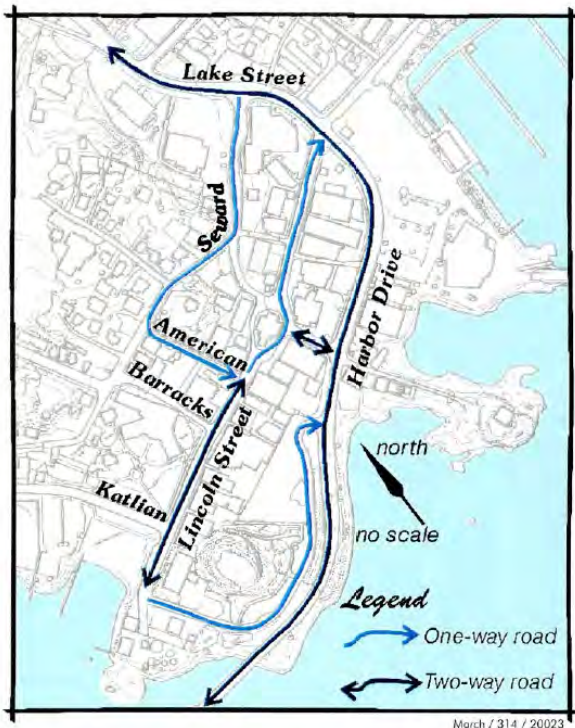 Lake Street
Seward
American
Barracks
Harbor Drive
Lincoln Street
Katlian
north
no scale
Legend
One-way road
Two-way road
March / 314 / 20023